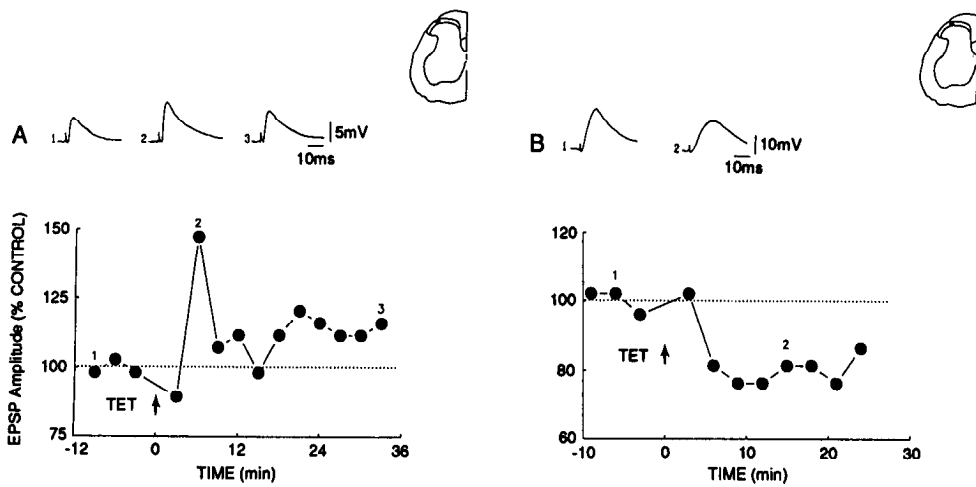 A
1
2
3
5mV
10ms
B
1
2
10mV
10ms
EPSP Amplitude (% CONTROL)
150
125
100
75
1
2
3
TET
-12
0
12
24
36
TIME (min)
120
100
80
60
1
2
TET
-10
0
10
20
30
TIME (min)